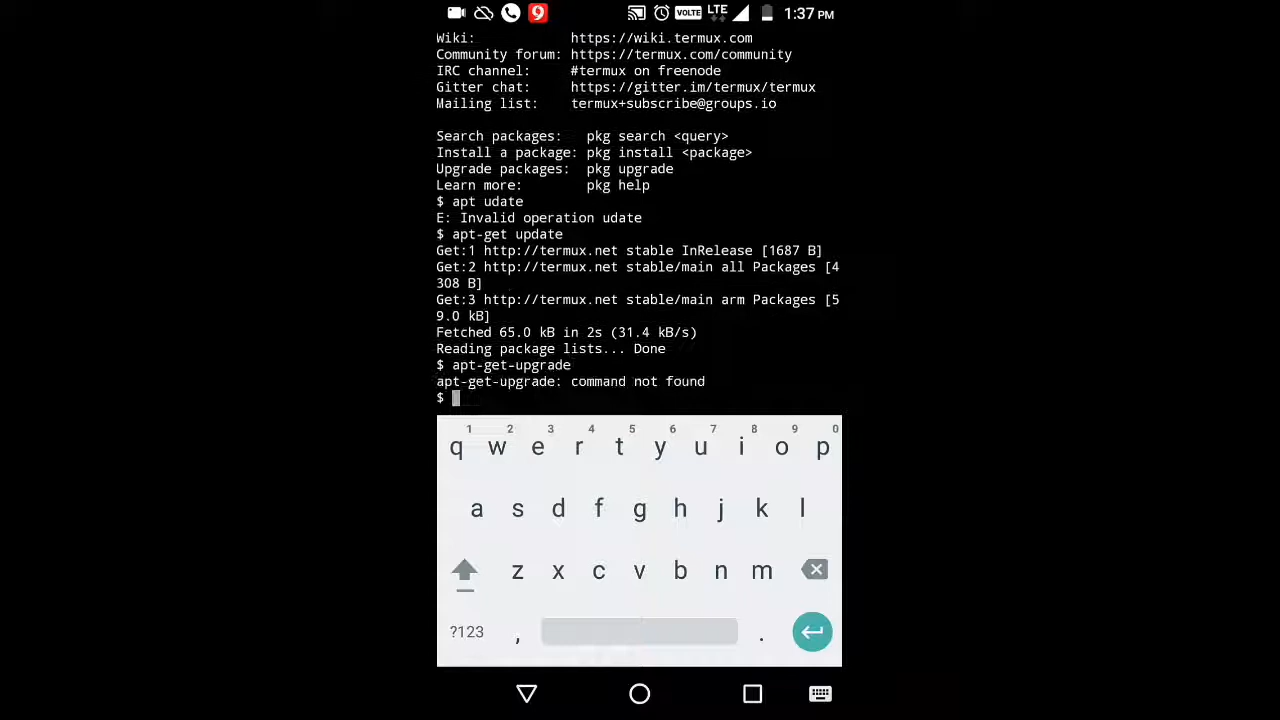 9 VOLTE LTE 1:37 PM
Wiki: https://wiki.termux.com
Community forum: https://termux.com/community
IRC channel: #termux on freenode
Gitter chat: https://gitter.im/termux/termux
Mailing list: termux+subscribe@groups.io
Search packages: pkg search <query>
Install a package: pkg install <package>
Upgrade packages: pkg upgrade
Learn more: pkg help
$ apt udate
E: Invalid operation udate
$ apt-get update
Get:1 http://termux.net stable InRelease [1687 B]
Get:2 http://termux.net stable/main all Packages [4
308 B]
Get:3 http://termux.net stable/main arm Packages [5
9.0 kB]
Fetched 65.0 kB in 2s (31.4 kB/s)
Reading package lists... Done
$ apt-get-upgrade
apt-get-upgrade: command not found
$
1 2 3 4 5 6 7 8 9 0
q w e r t y u i o p
a s d f g h j k l
z x c v b n m
?123 , .